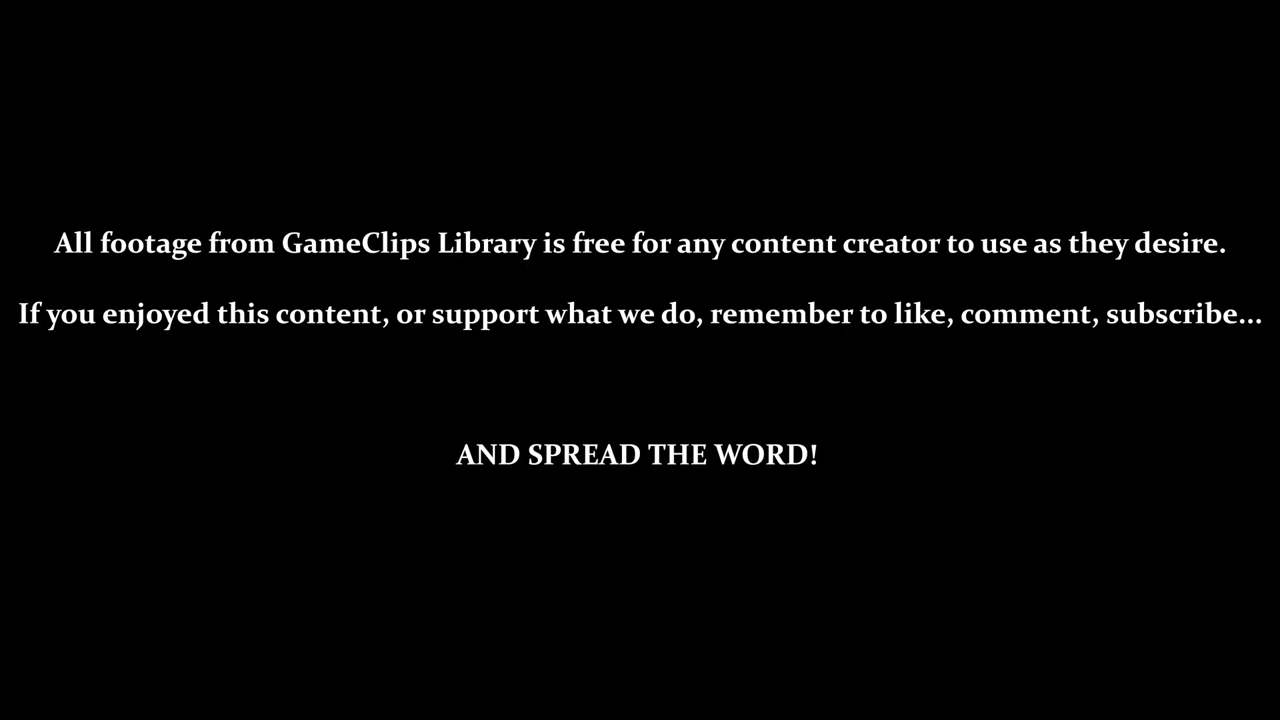 All footage from GameClips Library is free for any content creator to use as they desire.
If you enjoyed this content, or support what we do, remember to like, comment, subscribe...
AND SPREAD THE WORD!